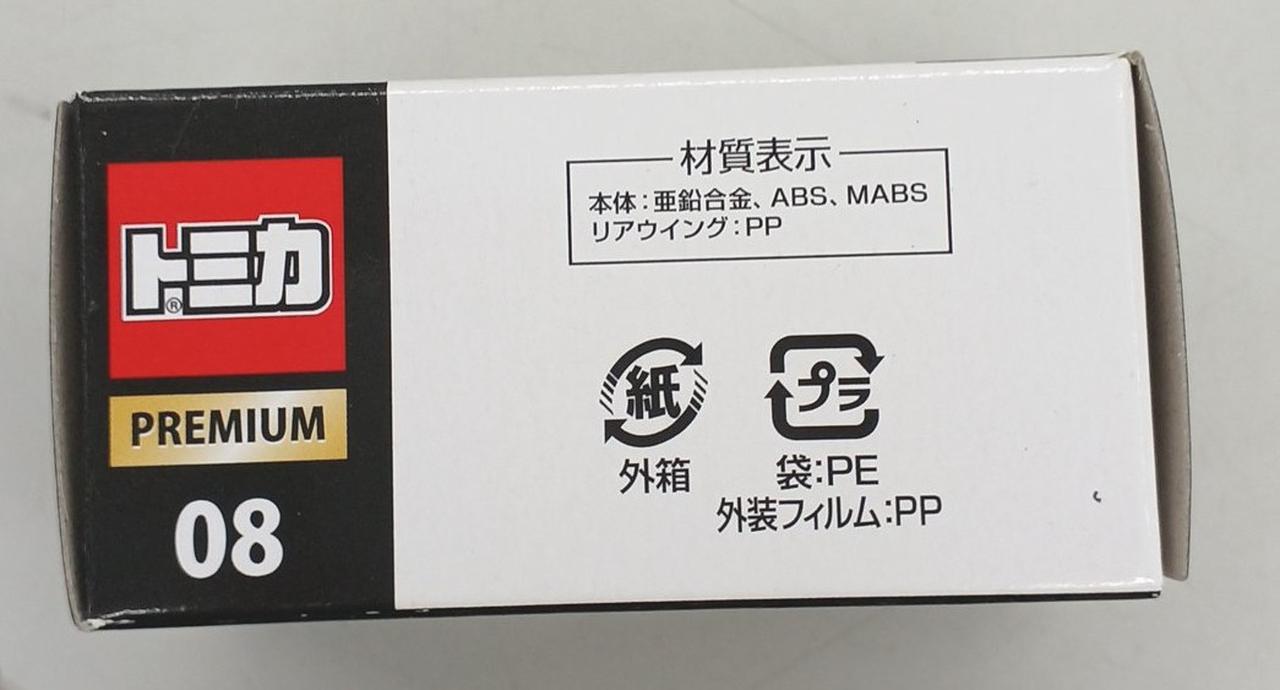 トミカ®
PREMIUM
08
材質表示
本体:亜鉛合金、ABS、MABS
リアウイング:PP
紙
外箱
プラ
袋:PE
外装フィルム:PP